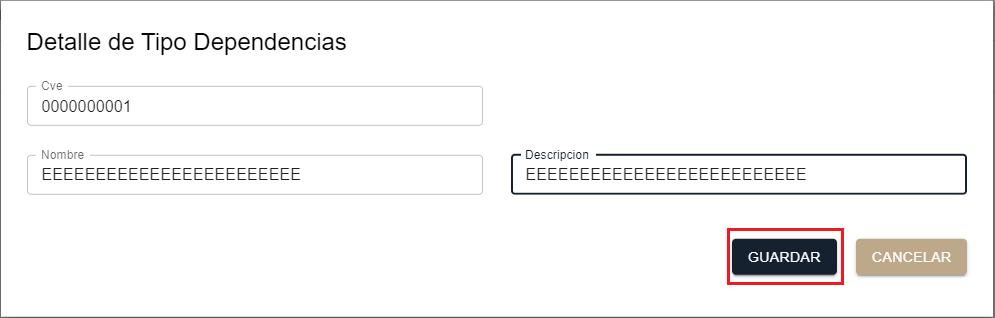 Detalle de Tipo Dependencias
Cve
0000000001
Nombre
EEEEEEEEEEEEEEEEEEEEEEEE
Descripcion
EEEEEEEEEEEEEEEEEEEEEEEEEE
GUARDAR
CANCELAR